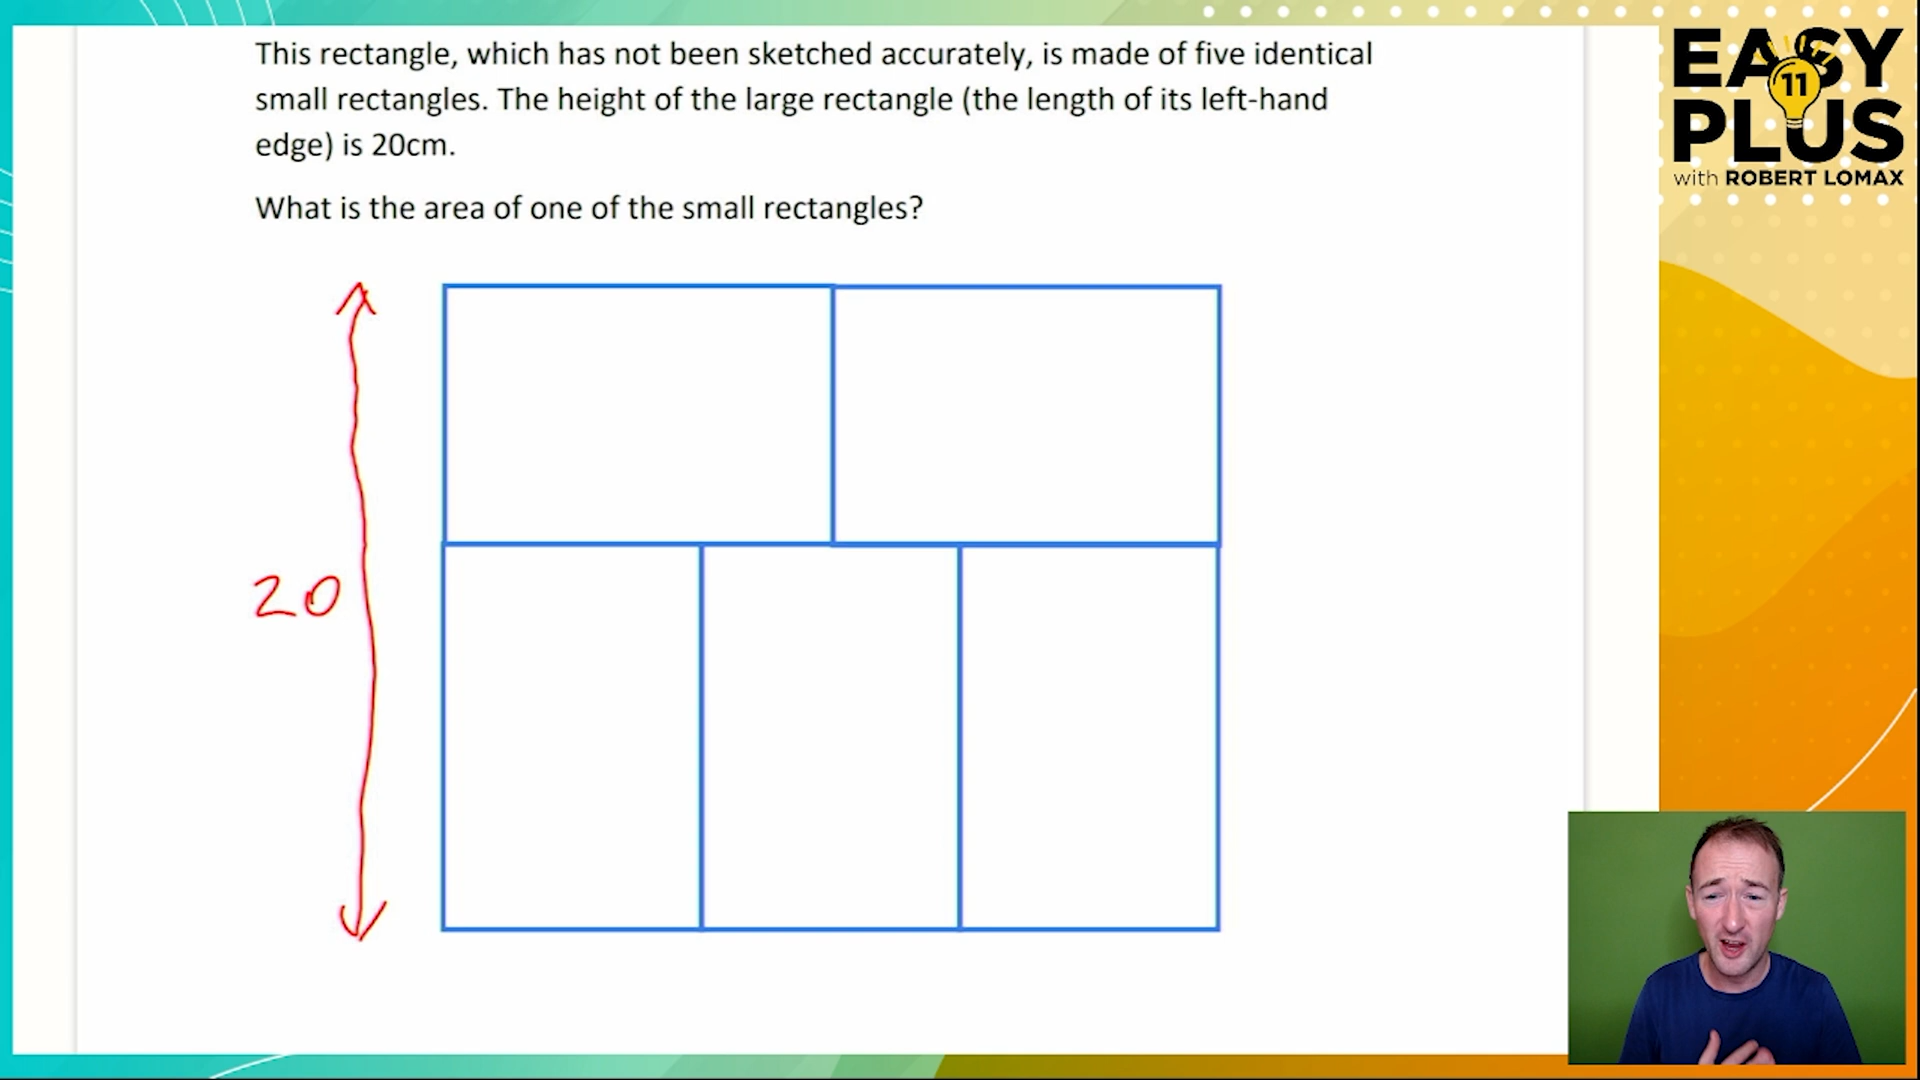 This rectangle, which has not been sketched accurately, is made of five identical
small rectangles. The height of the large rectangle (the length of its left-hand
edge) is 20cm.
What is the area of one of the small rectangles?
20
EASY
11
PLUS
with ROBERT LOMAX